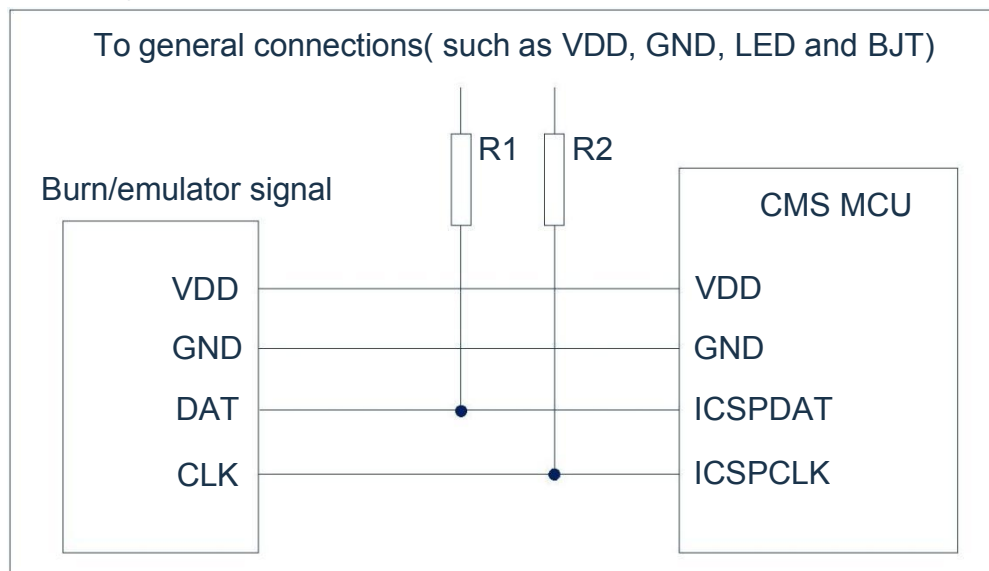 To general connections( such as VDD, GND, LED and BJT)
R1
R2
Burn/emulator signal
CMS MCU
VDD
VDD
GND
GND
DAT
ICSPDAT
CLK
ICSPCLK